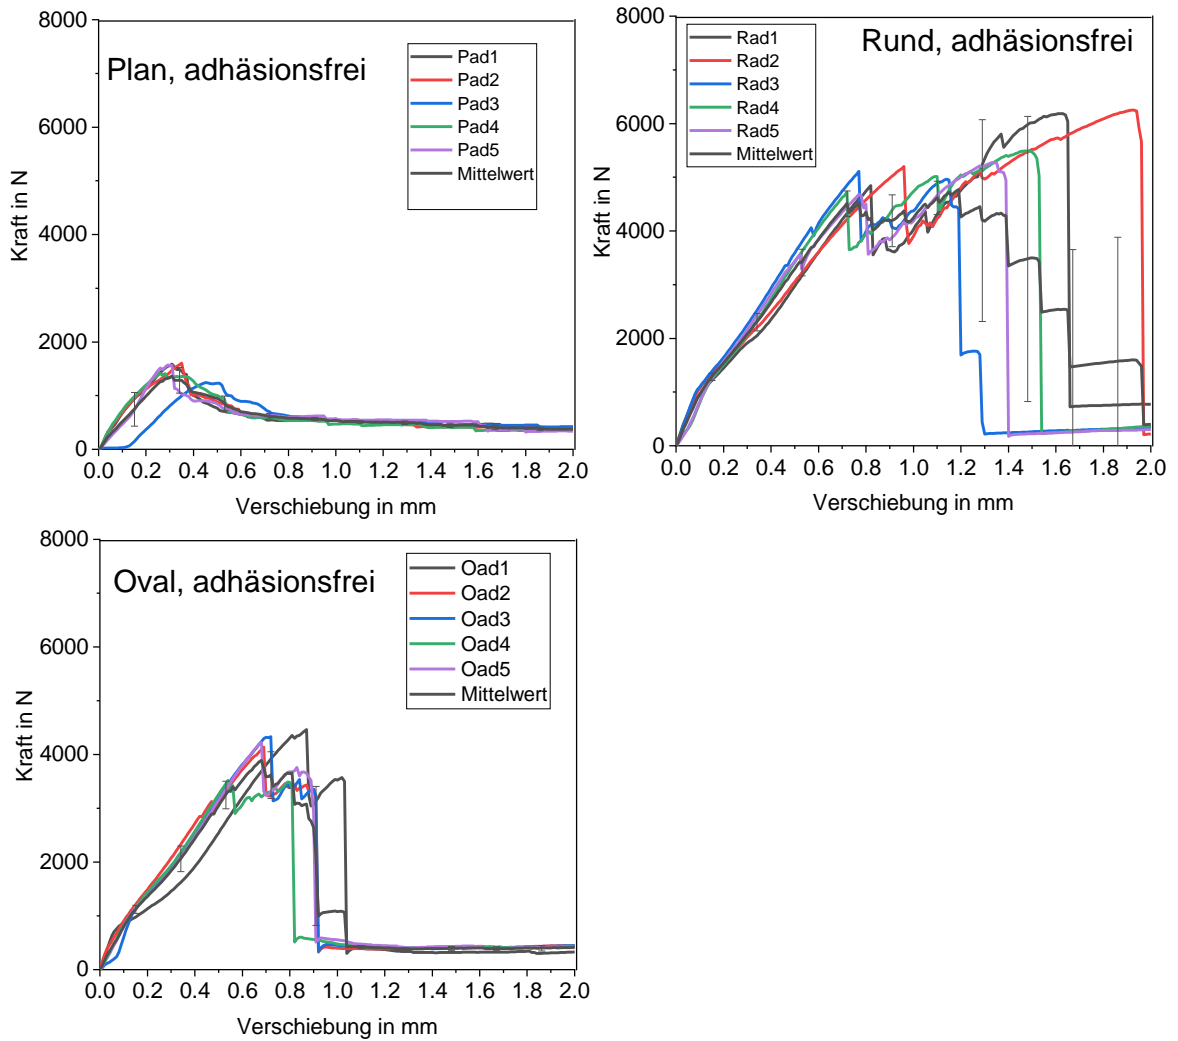 Plan, adhäsionsfrei
Pad1
Pad2
Pad3
Pad4
Pad5
Mittelwert
8000
6000
4000
2000
0
Kraft in N
0.0 0.2 0.4 0.6 0.8 1.0 1.2 1.4 1.6 1.8 2.0
Verschiebung in mm
Rund, adhäsionsfrei
Rad1
Rad2
Rad3
Rad4
Rad5
Mittelwert
8000
6000
4000
2000
0
Kraft in N
0.0 0.2 0.4 0.6 0.8 1.0 1.2 1.4 1.6 1.8 2.0
Verschiebung in mm
Oval, adhäsionsfrei
Oad1
Oad2
Oad3
Oad4
Oad5
Mittelwert
8000
6000
4000
2000
0
Kraft in N
0.0 0.2 0.4 0.6 0.8 1.0 1.2 1.4 1.6 1.8 2.0
Verschiebung in mm